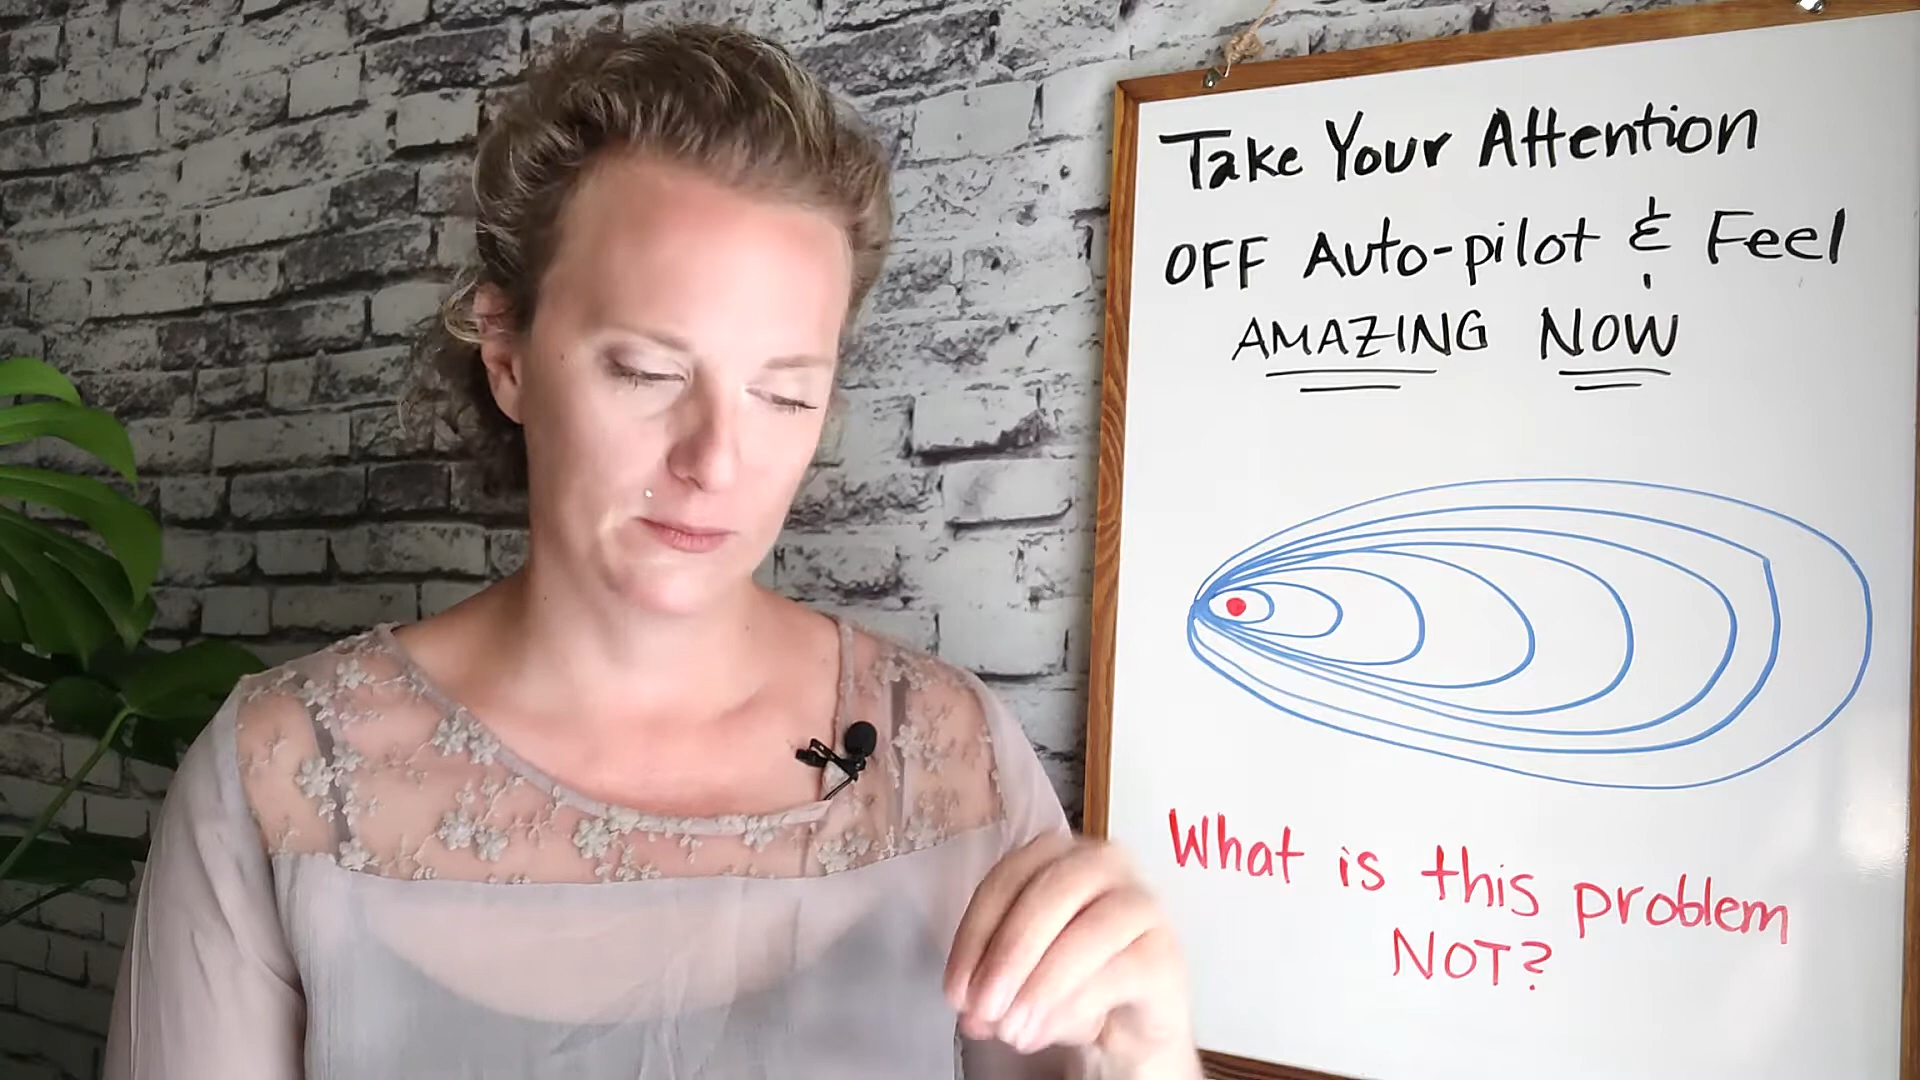 Take Your Attention
OFF Auto-pilot & Feel
AMAZING NOW
What is this problem
NOT?